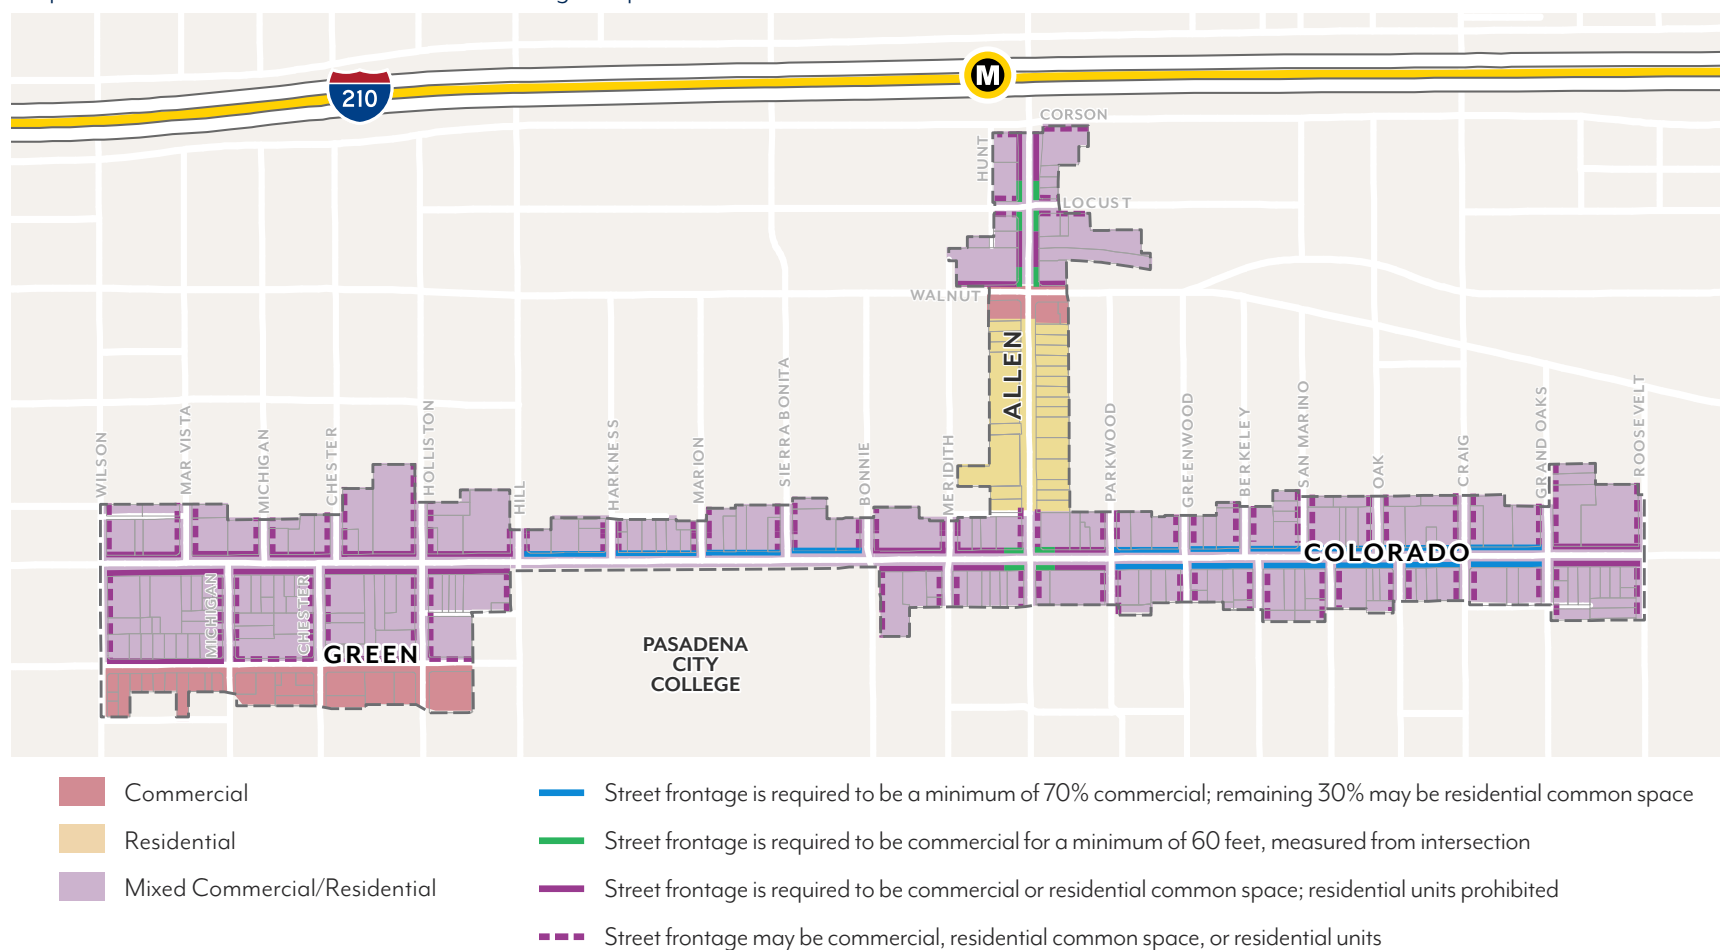 M
210
CORSON
HUNT
LOCUST
WALNUT
ALLEN
WILSON
MAR VISTA
MICHIGAN
CHESTER
HOLLISTON
HILL
HARKNESS
MARION
SIERRA BONITA
BONNIE
MERIDITH
PARKWOOD
GREENWOOD
BERKELEY
SAN MARINO
OAK
CRAIG
GRAND OAKS
ROOSEVELT
COLORADO
MICHIGAN
CHESTER
GREEN
PASADENA
CITY
COLLEGE
Commercial
Residential
Mixed Commercial/Residential
Street frontage is required to be a minimum of 70% commercial; remaining 30% may be residential common space
Street frontage is required to be commercial for a minimum of 60 feet, measured from intersection
Street frontage is required to be commercial or residential common space; residential units prohibited
Street frontage may be commercial, residential common space, or residential units